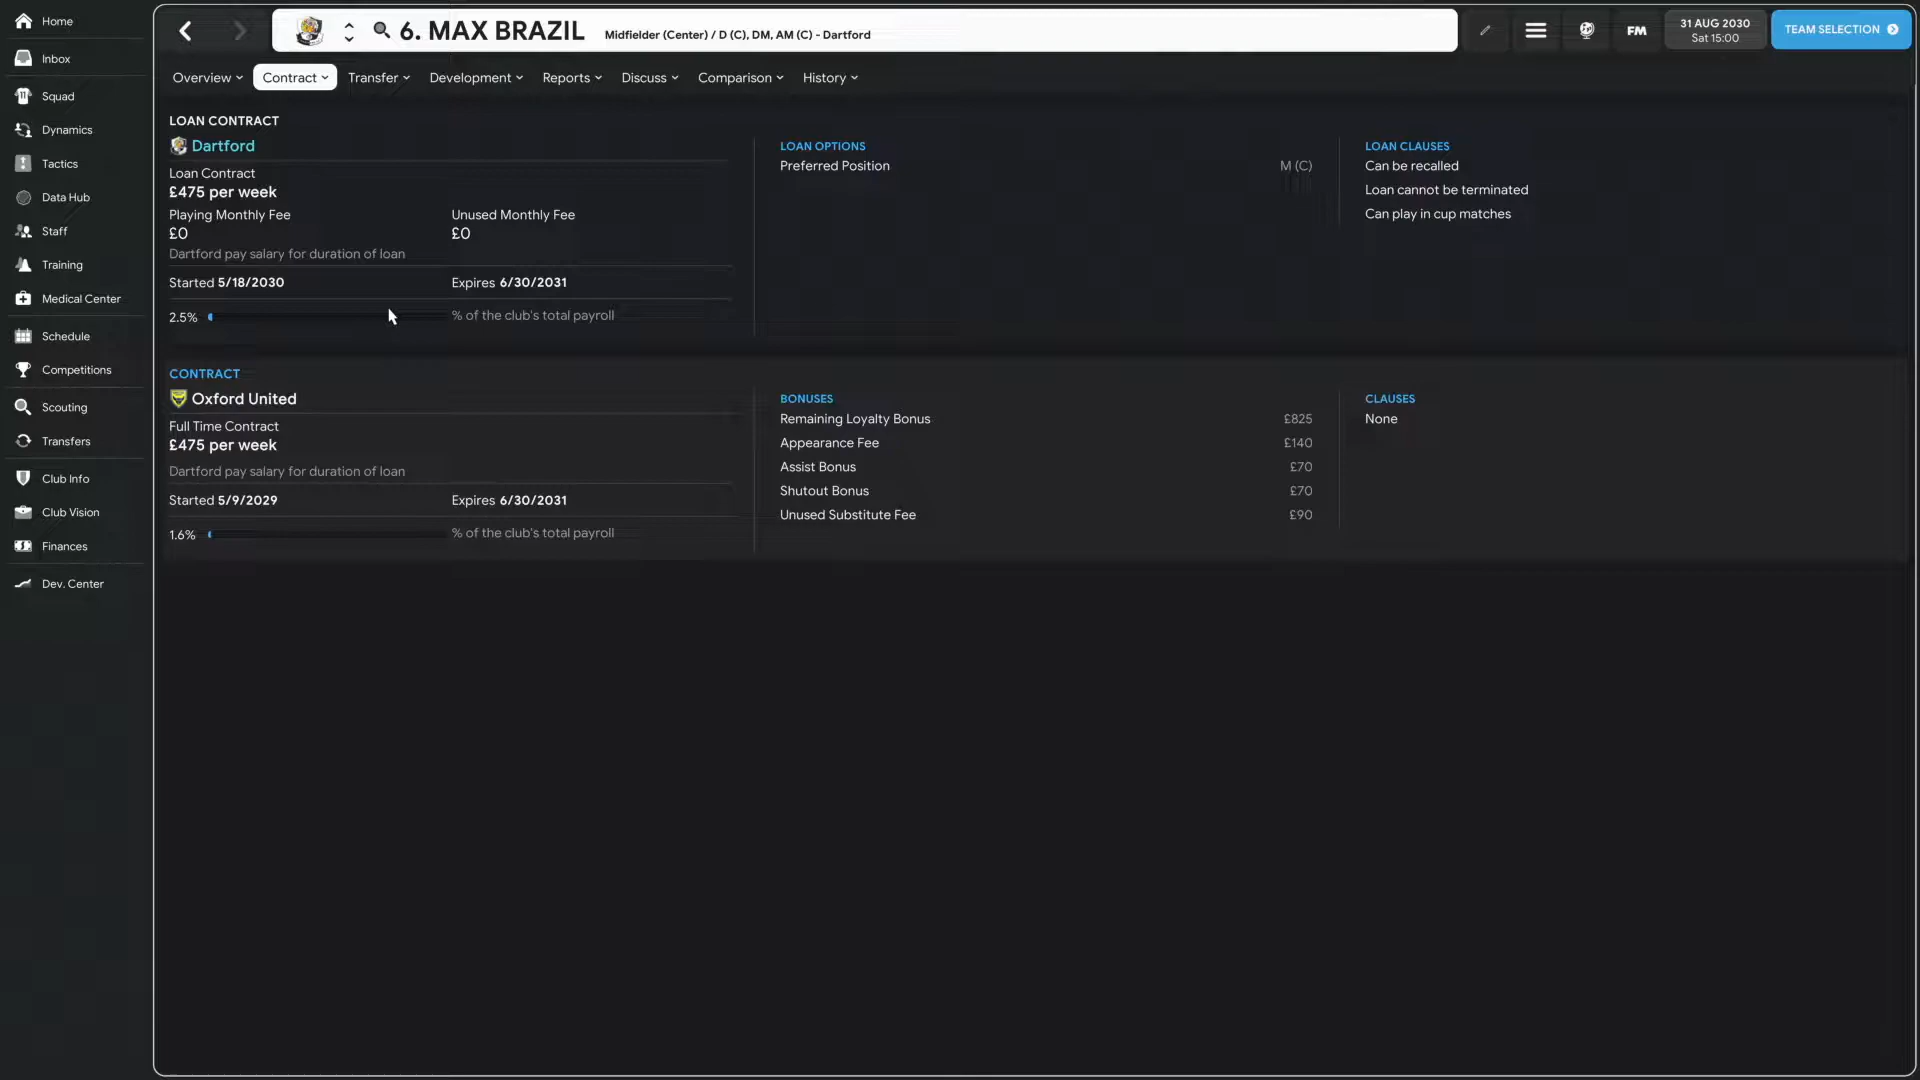 Home
Inbox
Squad
Dynamics
Tactics
Data Hub
Staff
Training
Medical Center
Schedule
Competitions
Scouting
Transfers
Club Info
Club Vision
Finances
Dev. Center
6. MAX BRAZIL
Midfielder (Center) / D (C), DM, AM (C) - Dartford
FM
31 AUG 2030
Sat 15:00
TEAM SELECTION
Overview Contract Transfer Development Reports Discuss Comparison History
LOAN CONTRACT
Dartford
Loan Contract
£475 per week
Playing Monthly Fee Unused Monthly Fee
£0 £0
Dartford pay salary for duration of loan
Started 5/18/2030 Expires 6/30/2031
2.5% % of the club's total payroll
LOAN OPTIONS
Preferred Position M (C)
LOAN CLAUSES
Can be recalled
Loan cannot be terminated
Can play in cup matches
CONTRACT
Oxford United
Full Time Contract
£475 per week
Dartford pay salary for duration of loan
Started 5/9/2029 Expires 6/30/2031
1.6% % of the club's total payroll
BONUSES
Remaining Loyalty Bonus £825
Appearance Fee £140
Assist Bonus £70
Shutout Bonus £70
Unused Substitute Fee £90
CLAUSES
None